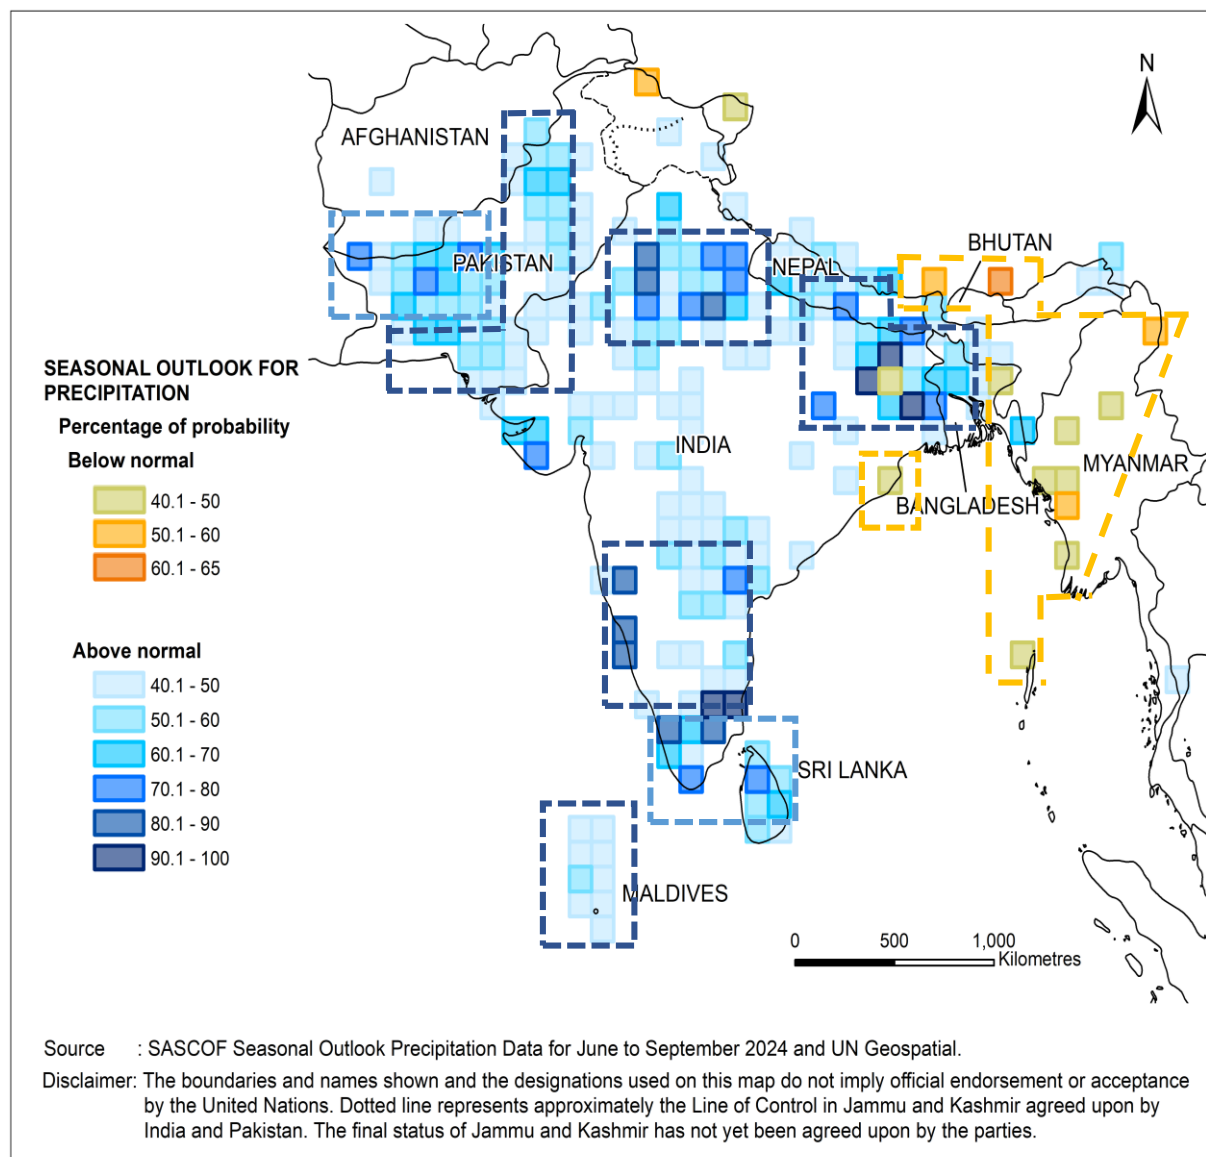 N
AFGHANISTAN
BHUTAN
PAKISTAN
NEPAL
SEASONAL OUTLOOK FOR
PRECIPITATION
Percentage of probability
Below normal
40.1 - 50
50.1 - 60
60.1 - 65
INDIA
MYANMAR
BANGLADESH
Above normal
40.1 - 50
50.1 - 60
60.1 - 70
70.1 - 80
80.1 - 90
90.1 - 100
SRI LANKA
MALDIVES
0 500 1,000
Kilometres
Source : SASCOF Seasonal Outlook Precipitation Data for June to September 2024 and UN Geospatial.
Disclaimer: The boundaries and names shown and the designations used on this map do not imply official endorsement or acceptance
by the United Nations. Dotted line represents approximately the Line of Control in Jammu and Kashmir agreed upon by
India and Pakistan. The final status of Jammu and Kashmir has not yet been agreed upon by the parties.